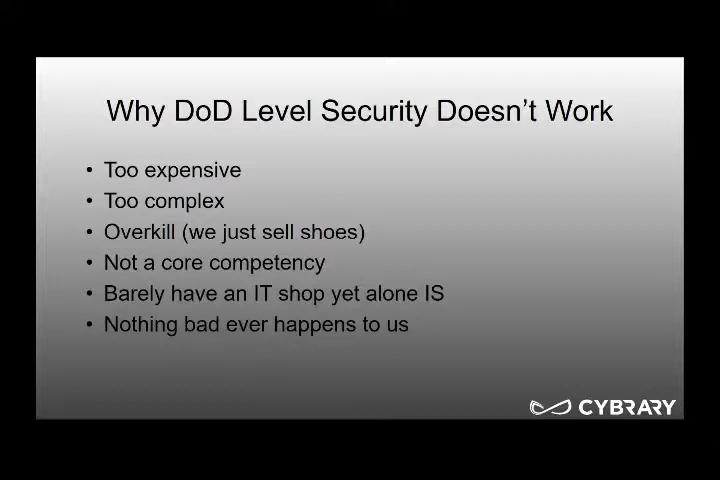 Why DoD Level Security Doesn't Work
• Too expensive
• Too complex
• Overkill (we just sell shoes)
• Not a core competency
• Barely have an IT shop yet alone IS
• Nothing bad ever happens to us
CYBRARY